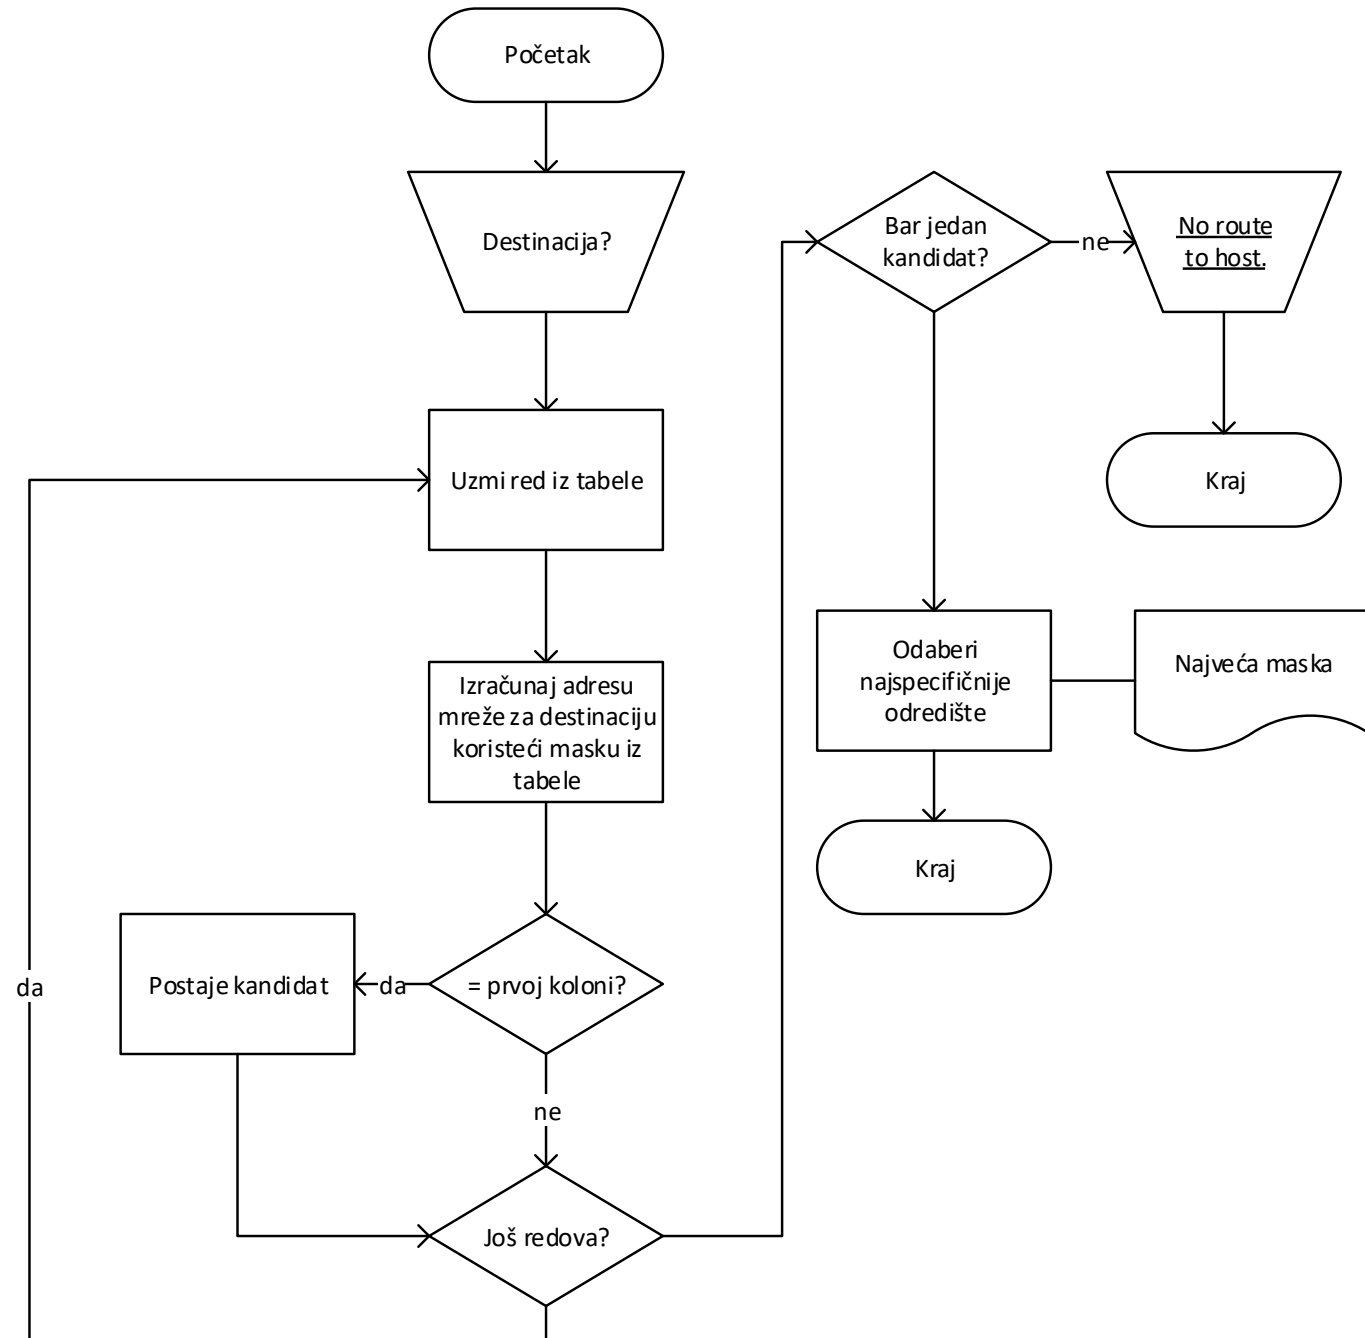 Početak
Destinacija?
Uzmi red iz tabele
Izračunaj adresu
mreže za destinaciju
koristeći masku iz
tabele
= prvoj koloni?
da
Postaje kandidat
ne
Još redova?
da
Bar jedan
kandidat?
ne
No route
to host.
Kraj
Odaberi
najspecifičnije
odredište
Najveća maska
Kraj